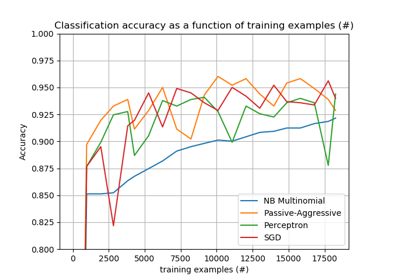 Classification accuracy as a function of training examples (#)
1.000
0.975
0.950
0.925
0.900
0.875
0.850
0.825
0.800
Accuracy
NB Multinomial
Passive-Aggressive
Perceptron
SGD
0 2500 5000 7500 10000 12500 15000 17500
training examples (#)